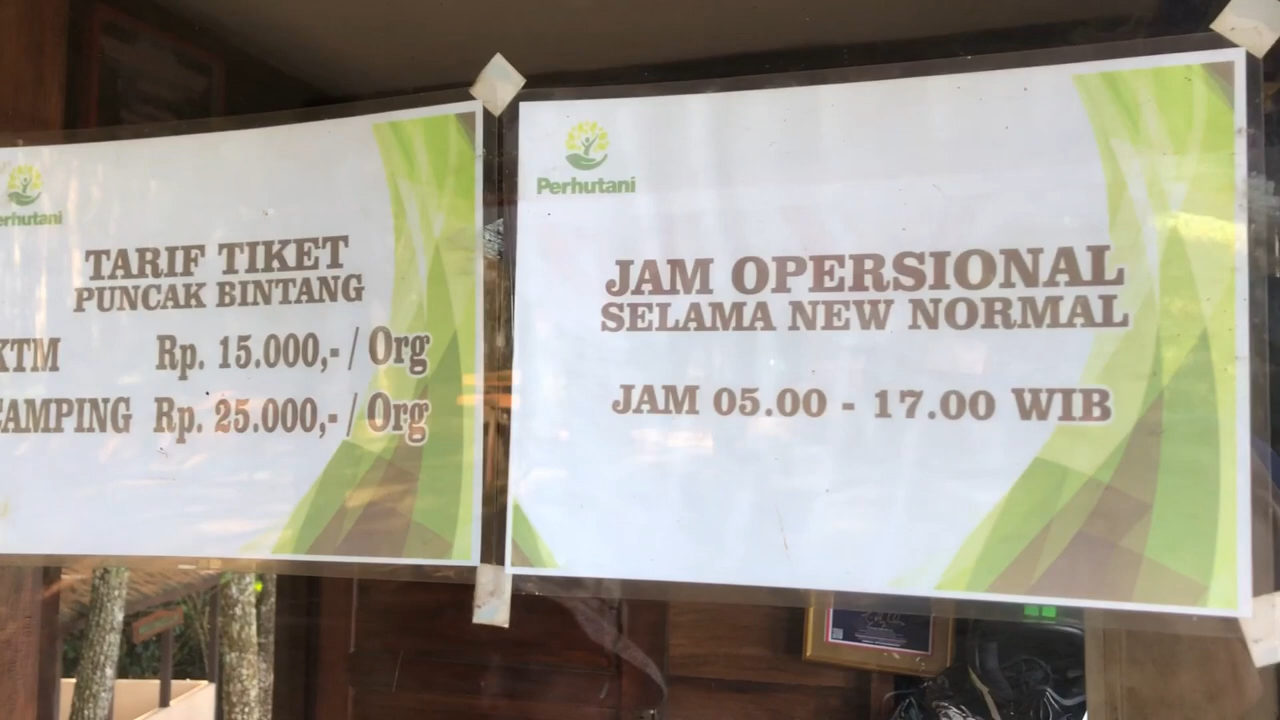 erhutani
TARIF TIKET
PUNCAK BINTANG
KTM Rp. 15.000,- / Org
CAMPING Rp. 25.000,- / Org
Perhutani
JAM OPERSIONAL
SELAMA NEW NORMAL
JAM 05.00 - 17.00 WIB